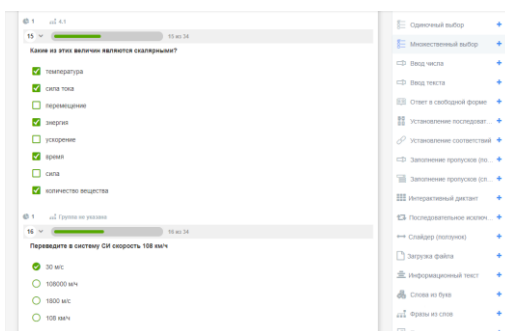 1 4.1
15 15 из 34
Какие из этих величин являются скалярными?
температура
сила тока
перемещение
энергия
ускорение
время
сила
количество вещества
1 Группа не указана
16 16 из 34
Переведите в систему СИ скорость 108 км/ч
30 м/с
108000 м/ч
1800 м/с
108 км/ч
Одиночный выбор +
Множественный выбор +
Ввод числа +
Ввод текста +
Ответ в свободной форме +
Установление последоват... +
Установление соответствий +
Заполнение пропусков (по... +
Заполнение пропусков (сп... +
Интерактивный диктант +
Последовательное исключ... +
Слайдер (ползунок) +
Загрузка файла +
Информационный текст +
Слова из букв +
Фразы из слов +